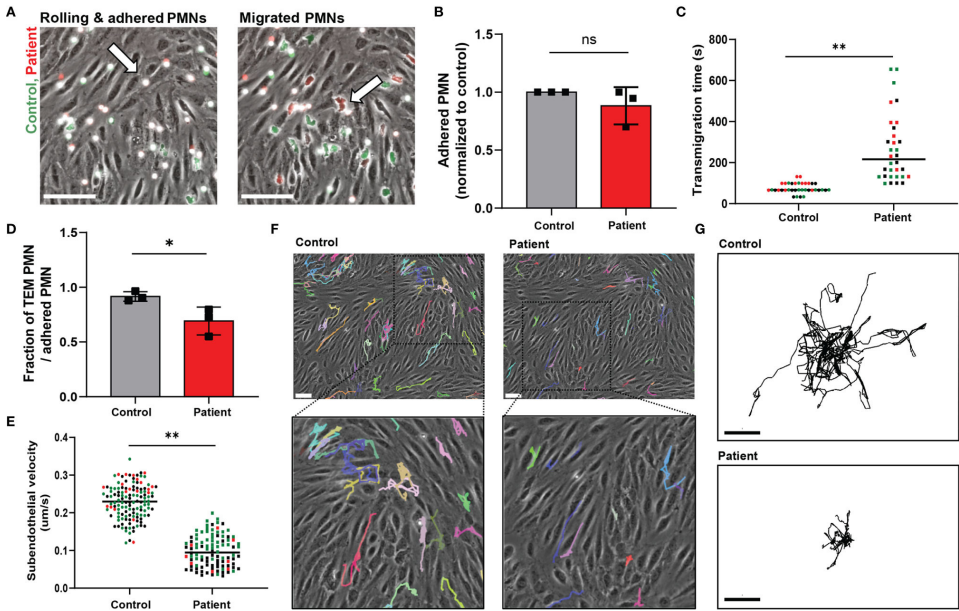 A
Rolling & adhered PMNs
Migrated PMNs
Control, Patient
B
1.5
1.0
0.5
0.0
Adhered PMN
(normalized to control)
ns
Control
Patient
C
800
600
400
200
0
Transmigration time (s)
**
Control
Patient
D
1.5
1.0
0.5
0.0
Fraction of TEM PMN
/ adhered PMN
*
Control
Patient
E
0.4
0.3
0.2
0.1
0.0
Subendothelial velocity
(um/s)
**
Control
Patient
F
Control
Patient
G
Control
Patient